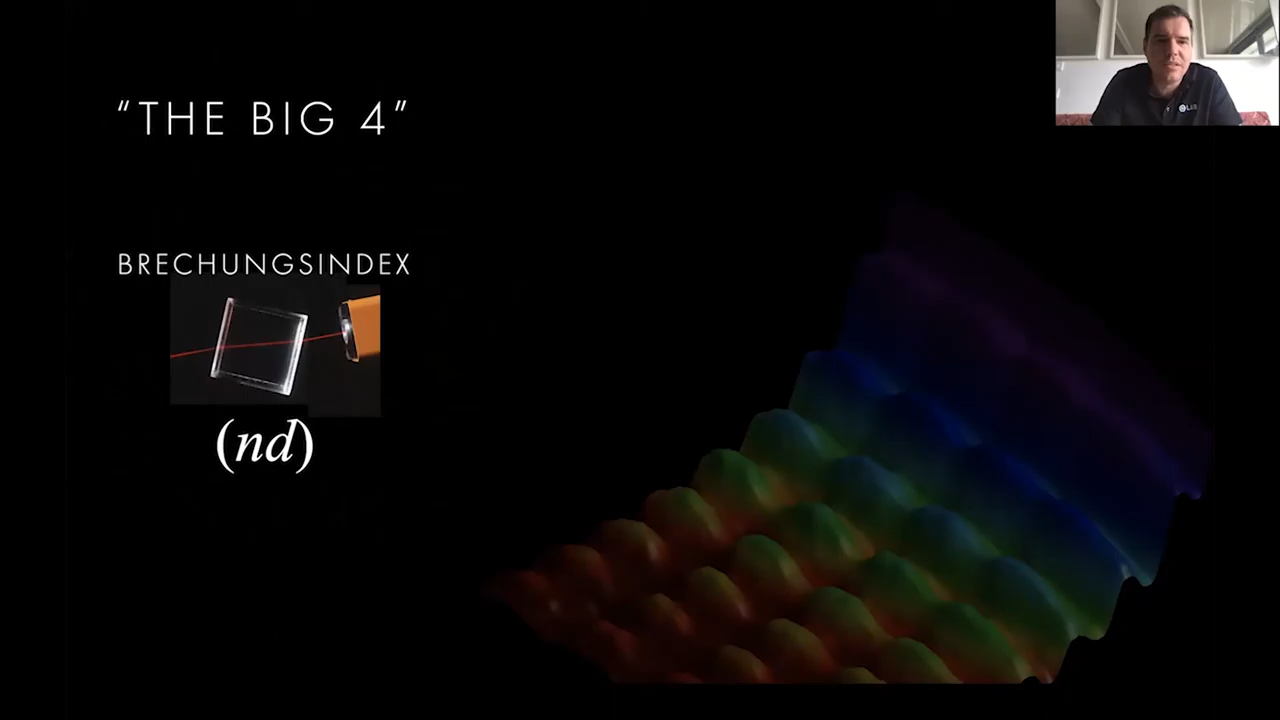 “THE BIG 4”
BRECHUNGSINDEX
(nd)